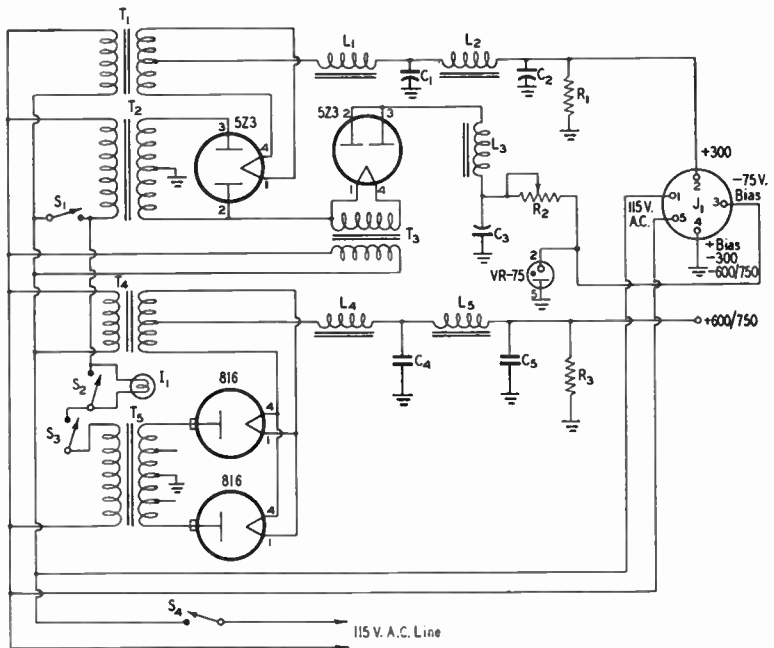 T1
L1
L2
C1
C2
R1
T2
5Z3
3
4
1
2
5Z3
2
3
1
4
L3
+300
S1
T3
C3
R2
VR-75
2
5
115 V.
A.C.
1
2
J1
3
5
4
-75 V.
Bias
+ Bias
-300
-600/750
T4
L4
L5
+600/750
C4
C5
R3
S2
I1
S3
T5
816
4
1
816
4
1
S4
115 V. A.C. Line